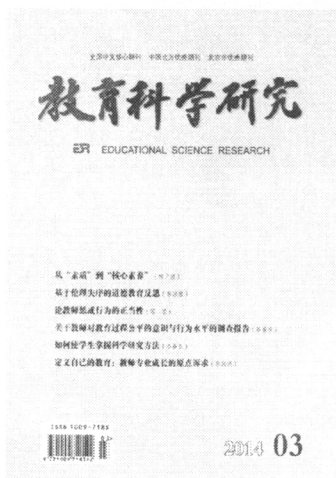 全国中文核心期刊 中国北方优秀期刊 北京市优秀期刊
教育科学研究
ESR EDUCATIONAL SCIENCE RESEARCH
从“素质”到“核心素养”
基于伦理失序的道德教育反思
论教师惩戒行为的正当性
关于教师对教育过程公平的意识与行为水平的调查报告
如何使学生掌握科学研究方法
定义自己的教育：教师专业成长的原点诉求
ISSN 1009-718X
2014 03